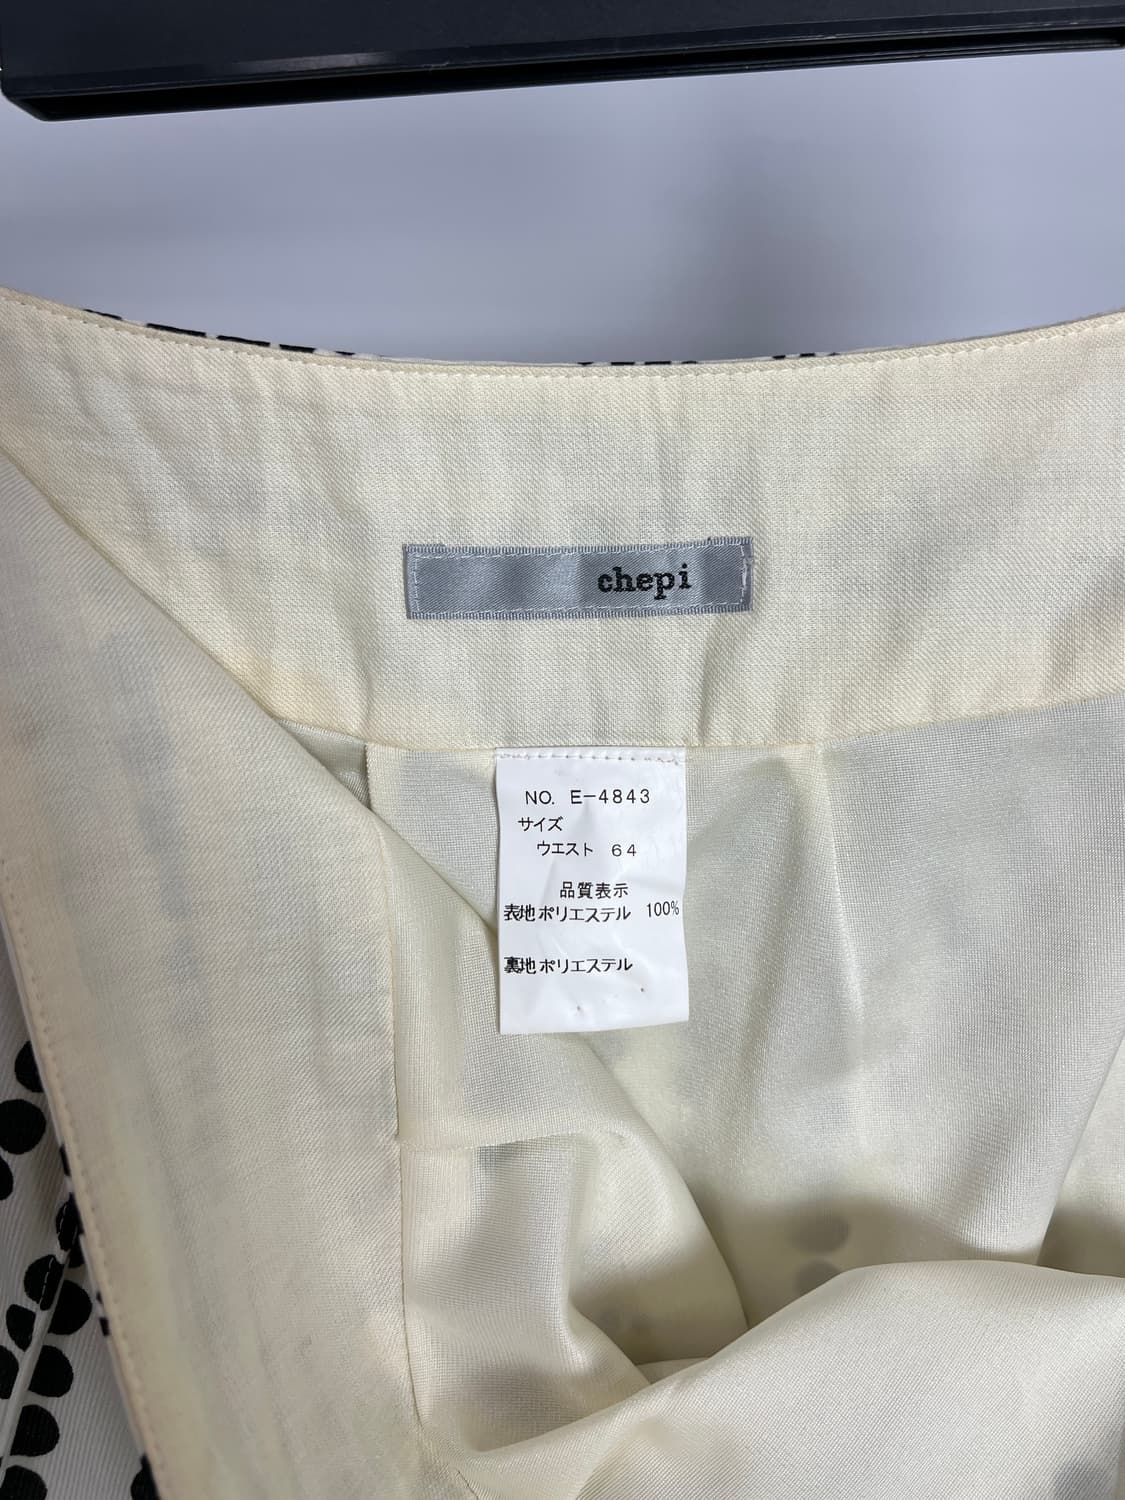 chepi
NO. E-4843
サイズ
ウエスト 64
品質表示
表地ポリエステル 100%
裏地ポリエステル